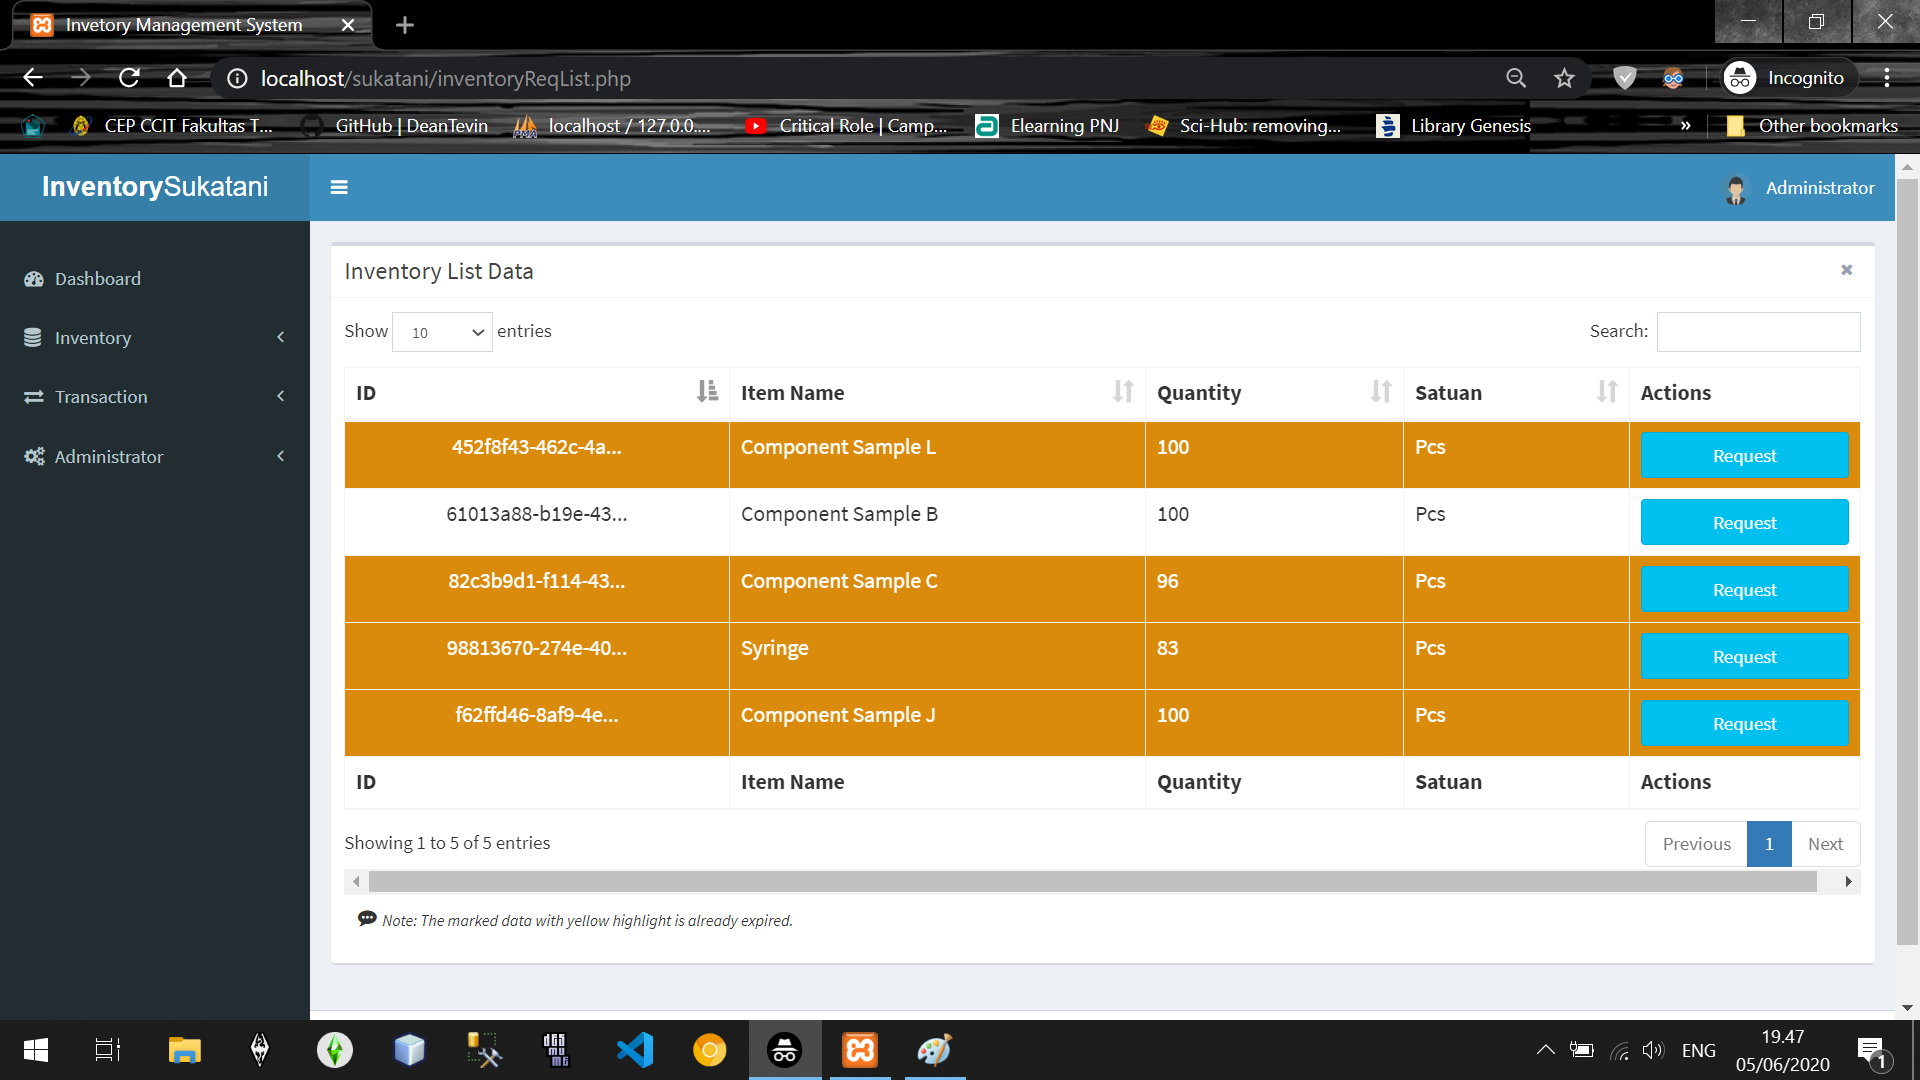 Invetory Management System
localhost/sukatani/inventoryReqList.php
Incognito
CEP CCIT Fakultas T...
GitHub | DeanTevin
localhost / 127.0.0....
Critical Role | Camp...
Elearning PNJ
Sci-Hub: removing...
Library Genesis
»
Other bookmarks
InventorySukatani
Administrator
Dashboard
Inventory
Transaction
Administrator
Inventory List Data
Show 10 entries
Search:
ID Item Name Quantity Satuan Actions
452f8f43-462c-4a... Component Sample L 100 Pcs Request
61013a88-b19e-43... Component Sample B 100 Pcs Request
82c3b9d1-f114-43... Component Sample C 96 Pcs Request
98813670-274e-40... Syringe 83 Pcs Request
f62ffd46-8af9-4e... Component Sample J 100 Pcs Request
ID Item Name Quantity Satuan Actions
Showing 1 to 5 of 5 entries
Previous 1 Next
Note: The marked data with yellow highlight is already expired.
ENG
19.47
05/06/2020
1